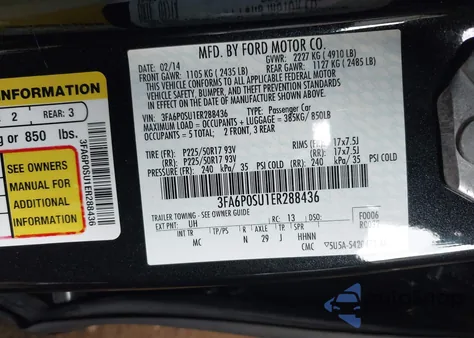 INFORMATION
2 REAR: 3
g or 850 lbs.
SEE OWNERS
MANUAL FOR
ADDITIONAL
INFORMATION
3FA6P0SU1ER288436
MFD. BY FORD MOTOR CO.
02/14
FRONT GAWR: 1105 KG (2435 LB)
GVWR: 2227 KG (4910 LB)
REAR GAWR: 1127 KG (2485 LB)
THIS VEHICLE CONFORMS TO ALL APPLICABLE FEDERAL MOTOR
VEHICLE SAFETY, BUMPER, AND THEFT PREVENTION STANDARDS
IN EFFECT ON THE DATE OF MANUFACTURE SHOWN ABOVE.
VIN: 3FA6P0SU1ER288436 TYPE: Passenger Car
MAXIMUM LOAD = OCCUPANTS + LUGGAGE = 385KG/ 850LB
OCCUPANTS = 5 TOTAL; 2 FRONT, 3 REAR
TIRE (FR): P225/50R17 93V RIMS (FR): 17x7.5J
TIRE (RR): P225/50R17 93V (RR): 17x7.5J
PRESSURE (FR): 240 kPa/ 35 PSI COLD (RR): 240 kPa/ 35 PSI COLD
3FA6P0SU1ER288436
TRAILER TOWING- SEE OWNER GUIDE
EXT PNT: UH RC: 13 DSO: F0006
INT TR TP/PS R AXLE TR SPR
MC N 29 J HHNN
CMC